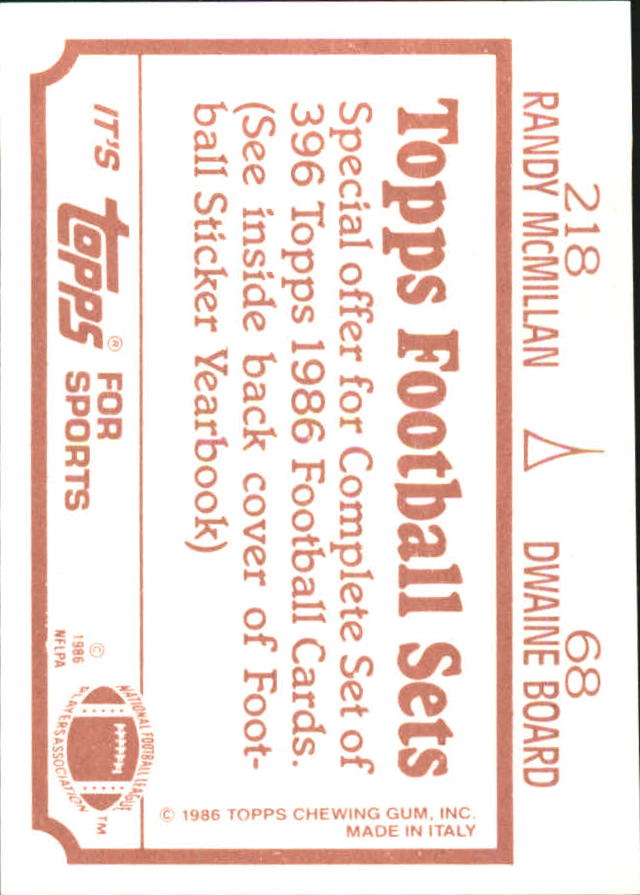 218 68
RANDY McMILLAN DWAINE BOARD
Topps Football Sets
Special offer for Complete Set of
396 Topps 1986 Football Cards.
(See inside back cover of Foot-
ball Sticker Yearbook)
IT'S topps® FOR
SPORTS
© 1986
NFLPA
NATIONAL FOOTBALL LEAGUE
PLAYERS ASSOCIATION
™
© 1986 TOPPS CHEWING GUM, INC.
MADE IN ITALY